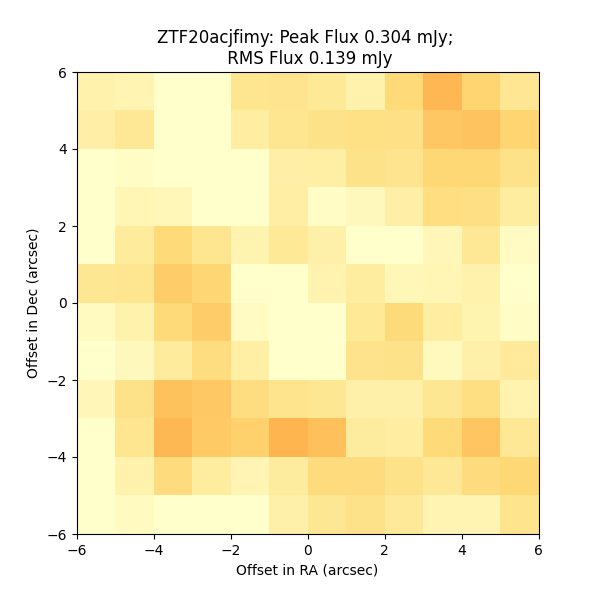 ZTF20acjfimy: Peak Flux 0.304 mJy;
RMS Flux 0.139 mJy
6
4
2
0
−2
−4
−6
Offset in Dec (arcsec)
−6 −4 −2 0 2 4 6
Offset in RA (arcsec)